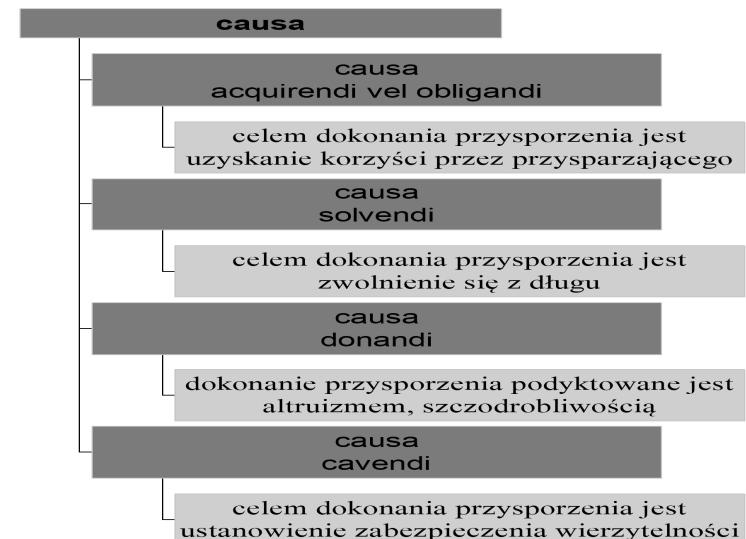 causa
causa
acquirendi vel obligandi
celem dokonania przysporzenia jest
uzyskanie korzyści przez przysparzającego
causa
solvendi
celem dokonania przysporzenia jest
zwolnienie się z długu
causa
donandi
dokonanie przysporzenia podyktowane jest
altruizmem, szczodrobliwością
causa
cavendi
celem dokonania przysporzenia jest
ustanowienie zabezpieczenia wierzytelności